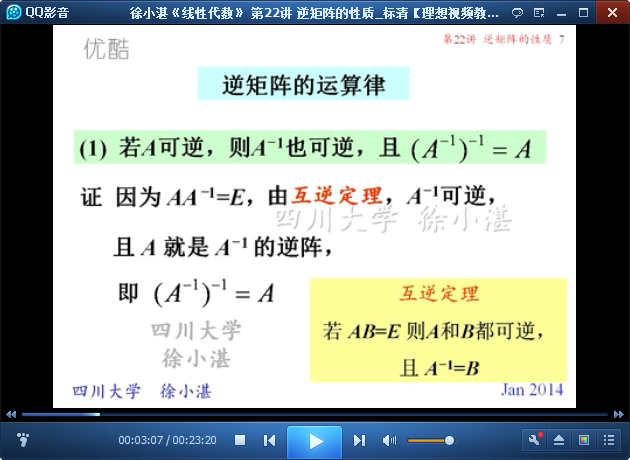 QQ影音
徐小湛《线性代数》 第22讲 逆矩阵的性质_标清【理想视频教...
优酷
第22讲 逆矩阵的性质 7
逆矩阵的运算律
(1) 若A可逆，则A⁻¹也可逆，且 (A⁻¹)⁻¹ = A
证 因为 AA⁻¹=E，由互逆定理，A⁻¹可逆，
四川大学 徐小湛
且 A 就是 A⁻¹ 的逆阵，
即 (A⁻¹)⁻¹ = A
四川大学
徐小湛
互逆定理
若 AB=E 则A和B都可逆，
且 A⁻¹=B
四川大学 徐小湛
Jan 2014
00:03:07 / 00:23:20